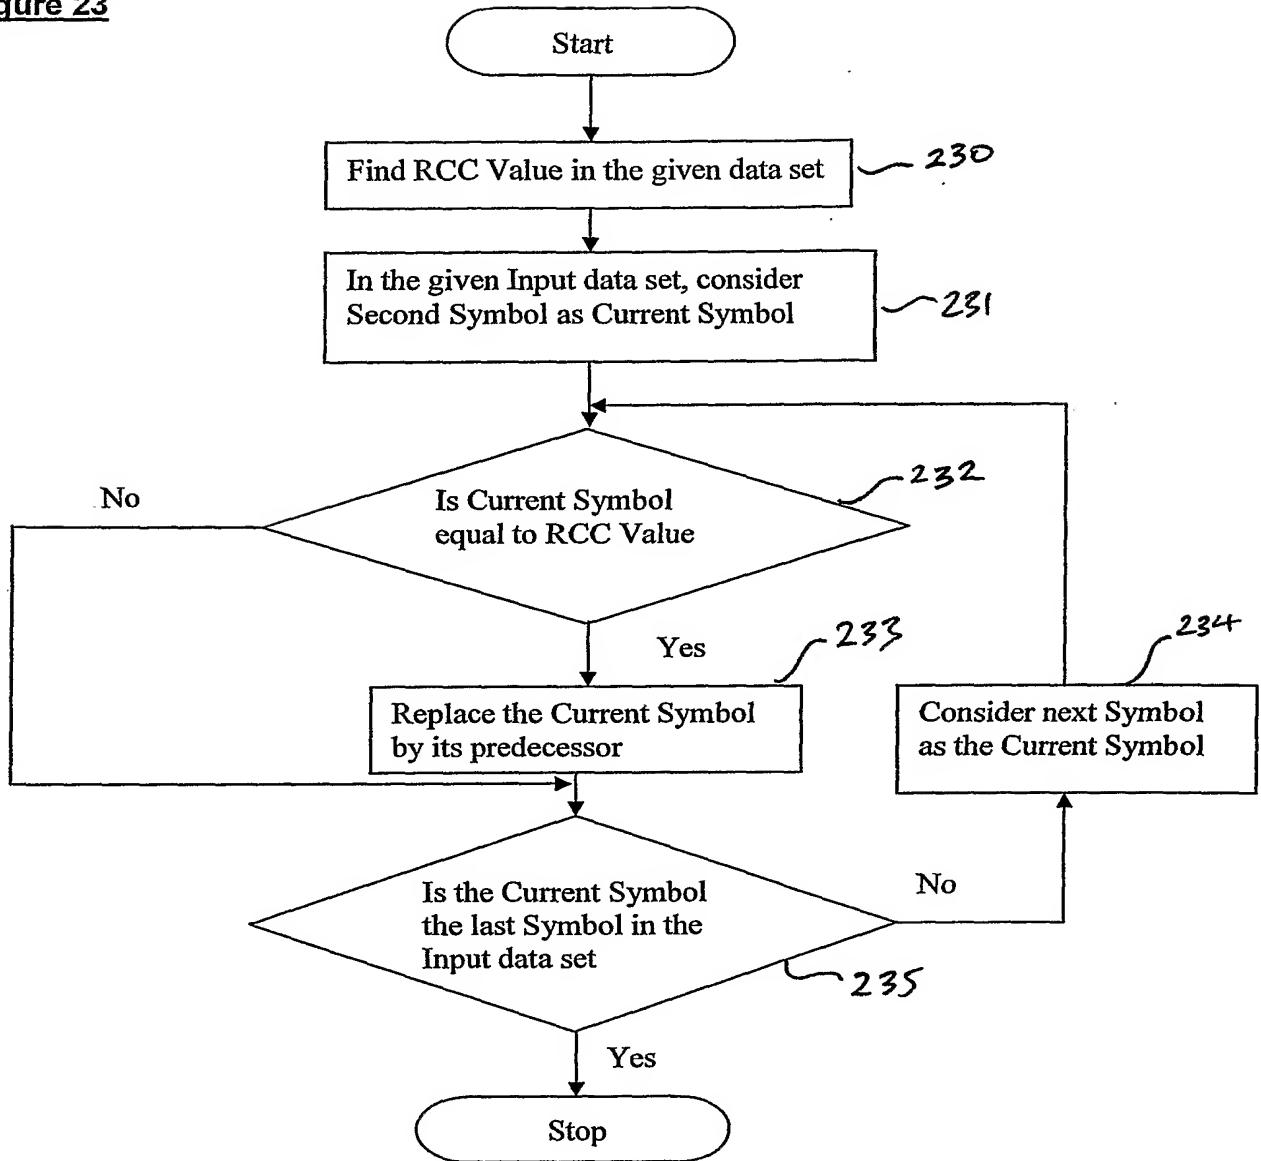 gure 23
Start
Find RCC Value in the given data set
230
In the given Input data set, consider
Second Symbol as Current Symbol
231
No
Is Current Symbol
equal to RCC Value
232
Yes
233
234
Replace the Current Symbol
by its predecessor
Consider next Symbol
as the Current Symbol
Is the Current Symbol
the last Symbol in the
Input data set
No
235
Yes
Stop